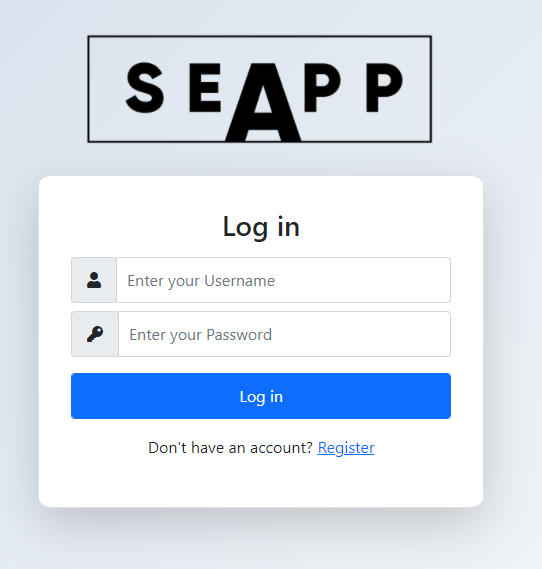 SEAPP
Log in
Enter your Username
Enter your Password
Log in
Don't have an account? Register